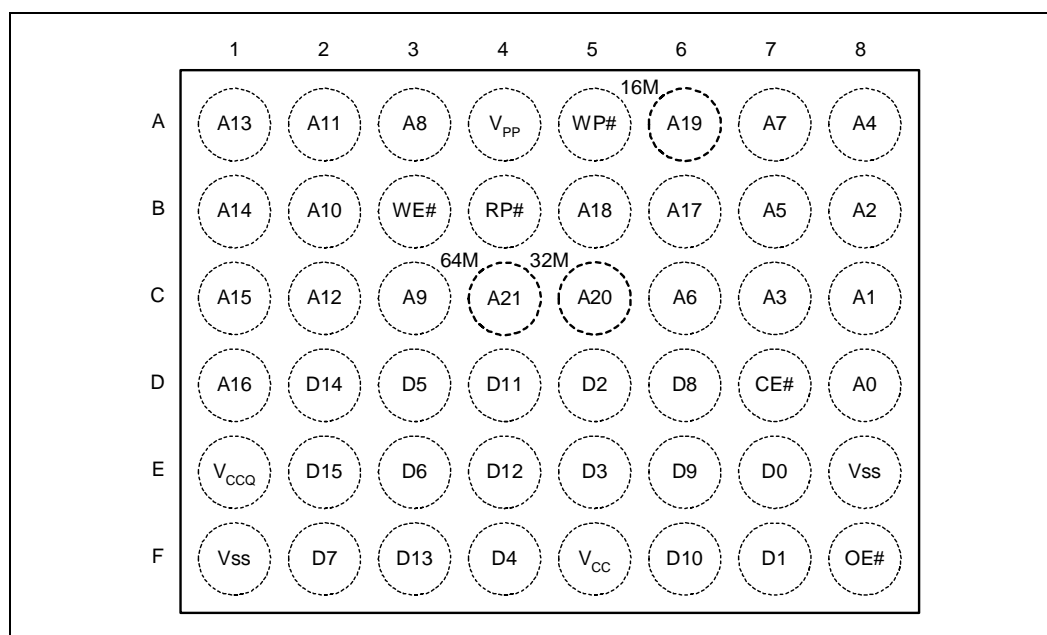 1 2 3 4 5 6 7 8
16M
A A13 A11 A8 VPP WP# A19 A7 A4
B A14 A10 WE# RP# A18 A17 A5 A2
64M 32M
C A15 A12 A9 A21 A20 A6 A3 A1
D A16 D14 D5 D11 D2 D8 CE# A0
E VCCQ D15 D6 D12 D3 D9 D0 Vss
F Vss D7 D13 D4 VCC D10 D1 OE#